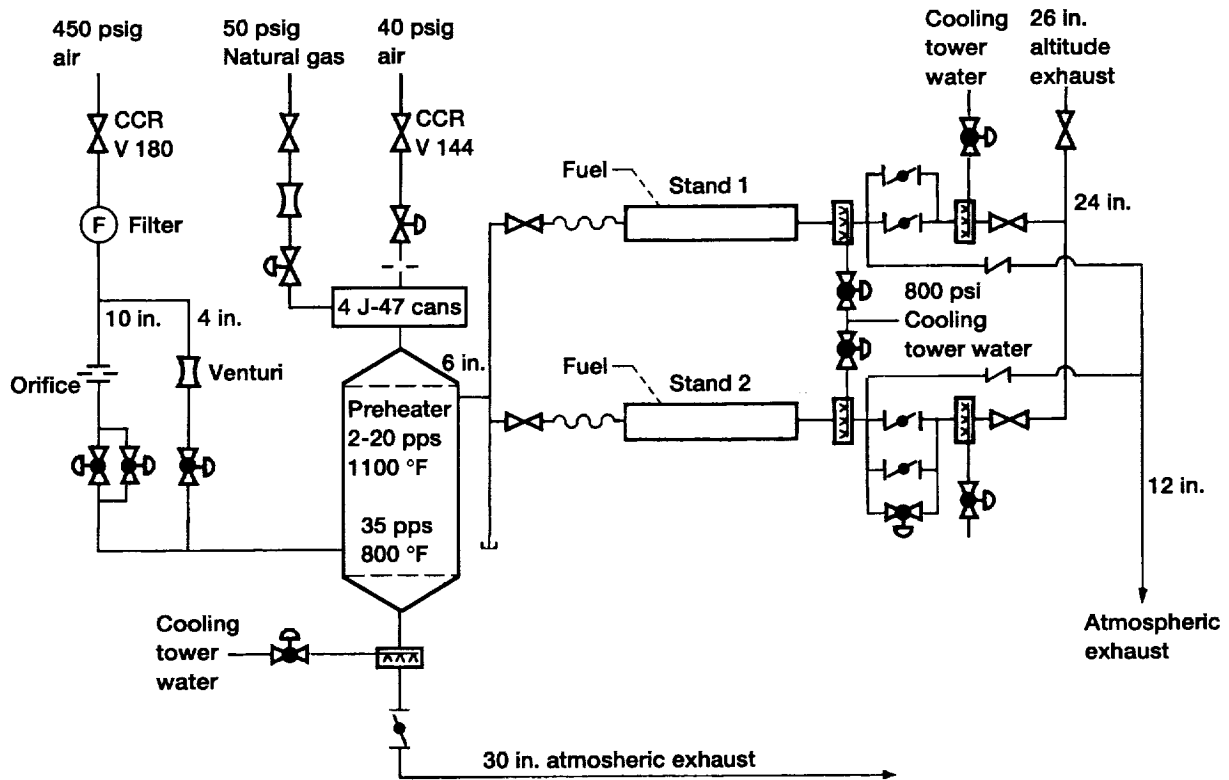 450 psig
air
50 psig
Natural gas
40 psig
air
Cooling
tower
water
26 in.
altitude
exhaust
CCR
V 180
CCR
V 144
F
Filter
Fuel
Stand 1
24 in.
10 in.
4 in.
4 J-47 cans
800 psi
Cooling
tower water
Orifice
Venturi
6 in.
Fuel
Stand 2
Preheater
2-20 pps
1100 °F
35 pps
800 °F
12 in.
Cooling
tower
water
Atmospheric
exhaust
30 in. atmosheric exhaust